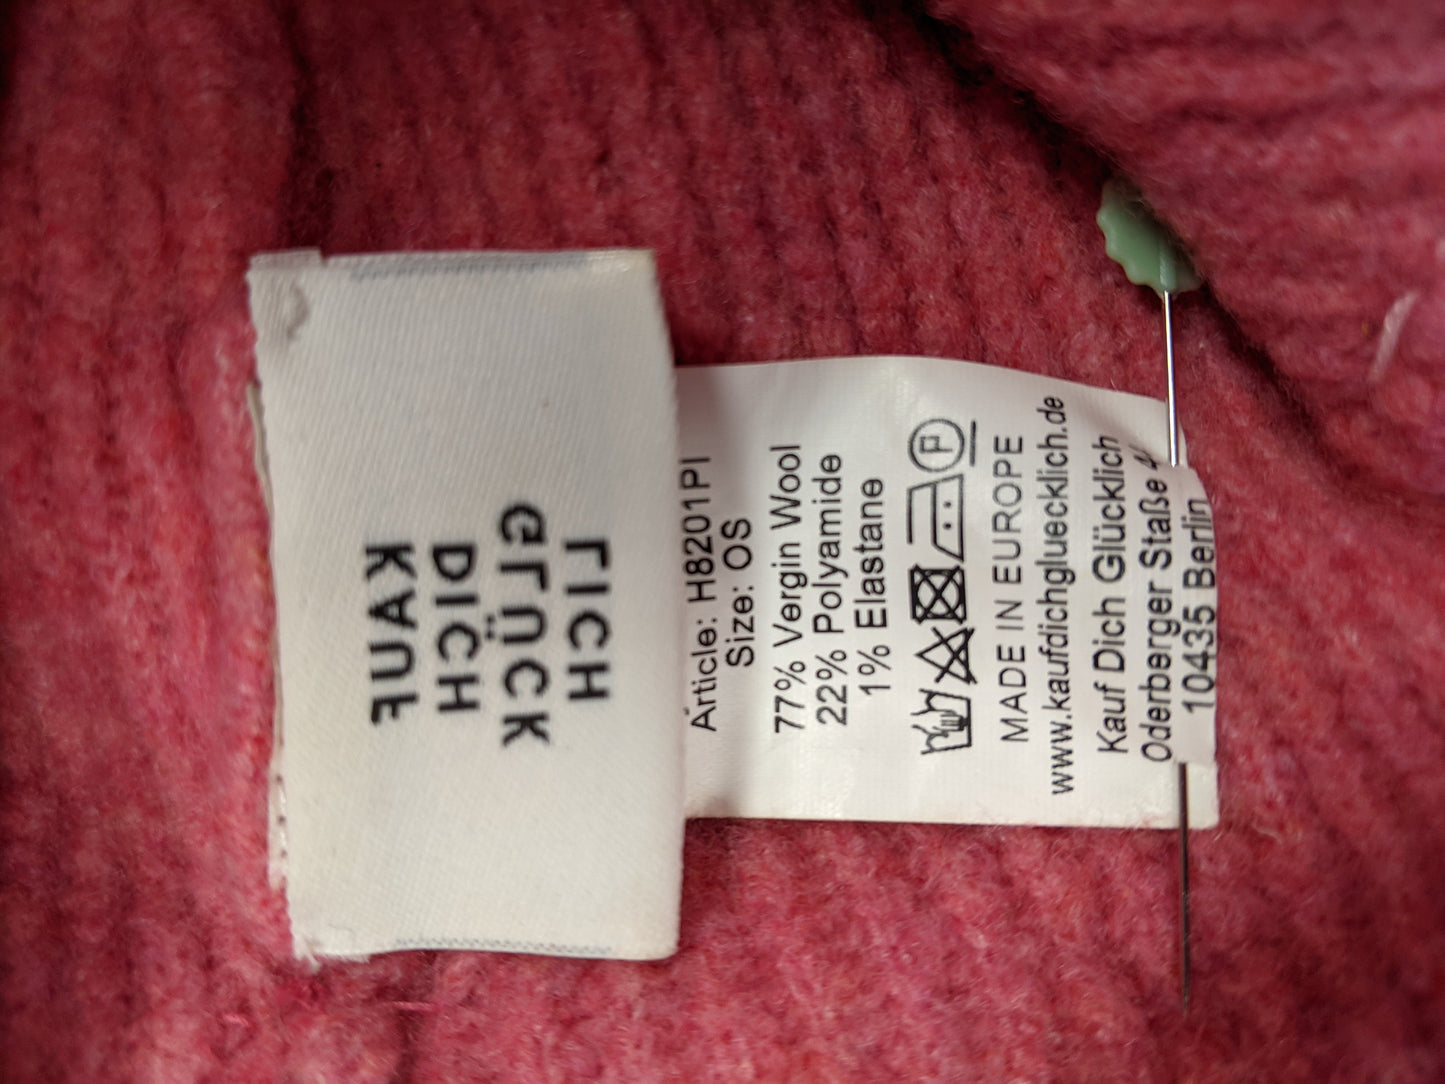 KAUF
DICH
GLÜCK
LICH
Article: H8201PI
Size: OS
77% Vergin Wool
22% Polyamide
1% Elastane
P
MADE IN EUROPE
www.kaufdichgluecklich.de
Kauf Dich Glücklich
Oderberger Staße
10435 Berlin